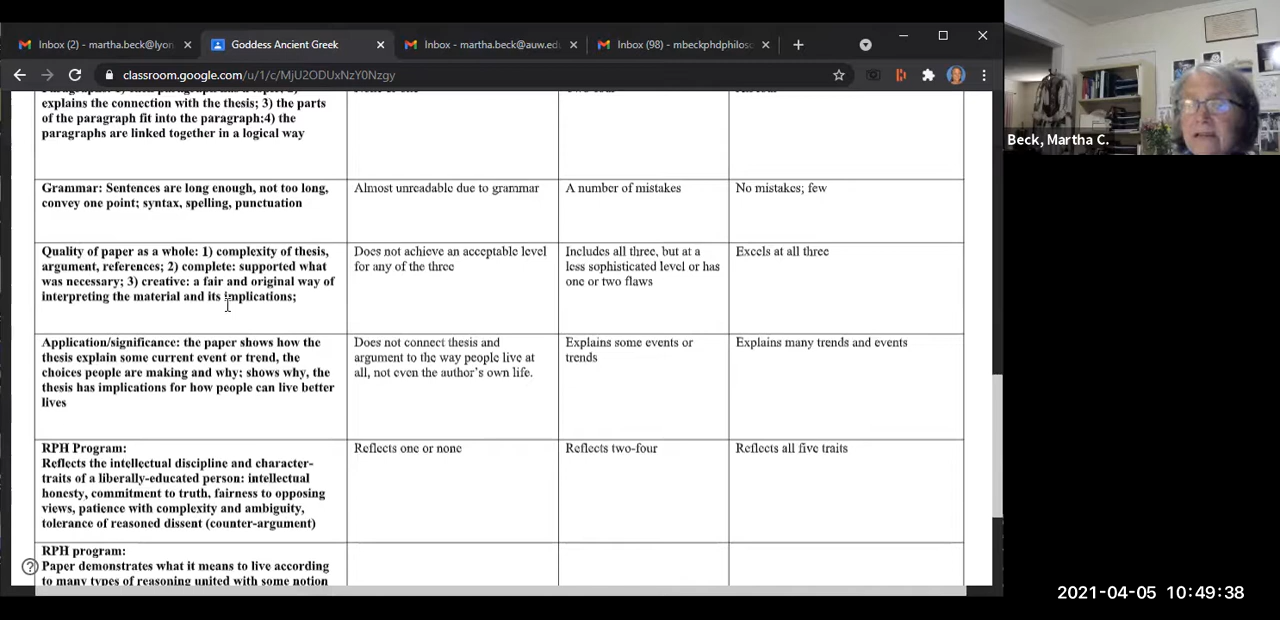 Inbox (2) - martha.beck@lyon
Goddess Ancient Greek
Inbox - martha.beck@auw.ed
Inbox (98) - mbeckphdphiloso
classroom.google.com/u/1/c/MjU2ODUxNzY0Nzgy
explains the connection with the thesis; 3) the parts
of the paragraph fit into the paragraph;4) the
paragraphs are linked together in a logical way
Grammar: Sentences are long enough, not too long,
convey one point; syntax, spelling, punctuation
Almost unreadable due to grammar
A number of mistakes
No mistakes; few
Quality of paper as a whole: 1) complexity of thesis,
argument, references; 2) complete: supported what
was necessary; 3) creative: a fair and original way of
interpreting the material and its implications;
Does not achieve an acceptable level
for any of the three
Includes all three, but at a
less sophisticated level or has
one or two flaws
Excels at all three
Application/significance: the paper shows how the
thesis explain some current event or trend, the
choices people are making and why; shows why, the
thesis has implications for how people can live better
lives
Does not connect thesis and
argument to the way people live at
all, not even the author's own life.
Explains some events or
trends
Explains many trends and events
RPH Program:
Reflects the intellectual discipline and character-
traits of a liberally-educated person: intellectual
honesty, commitment to truth, fairness to opposing
views, patience with complexity and ambiguity,
tolerance of reasoned dissent (counter-argument)
Reflects one or none
Reflects two-four
Reflects all five traits
RPH program:
Paper demonstrates what it means to live according
to many types of reasoning united with some notion
Beck, Martha C.
2021-04-05 10:49:38